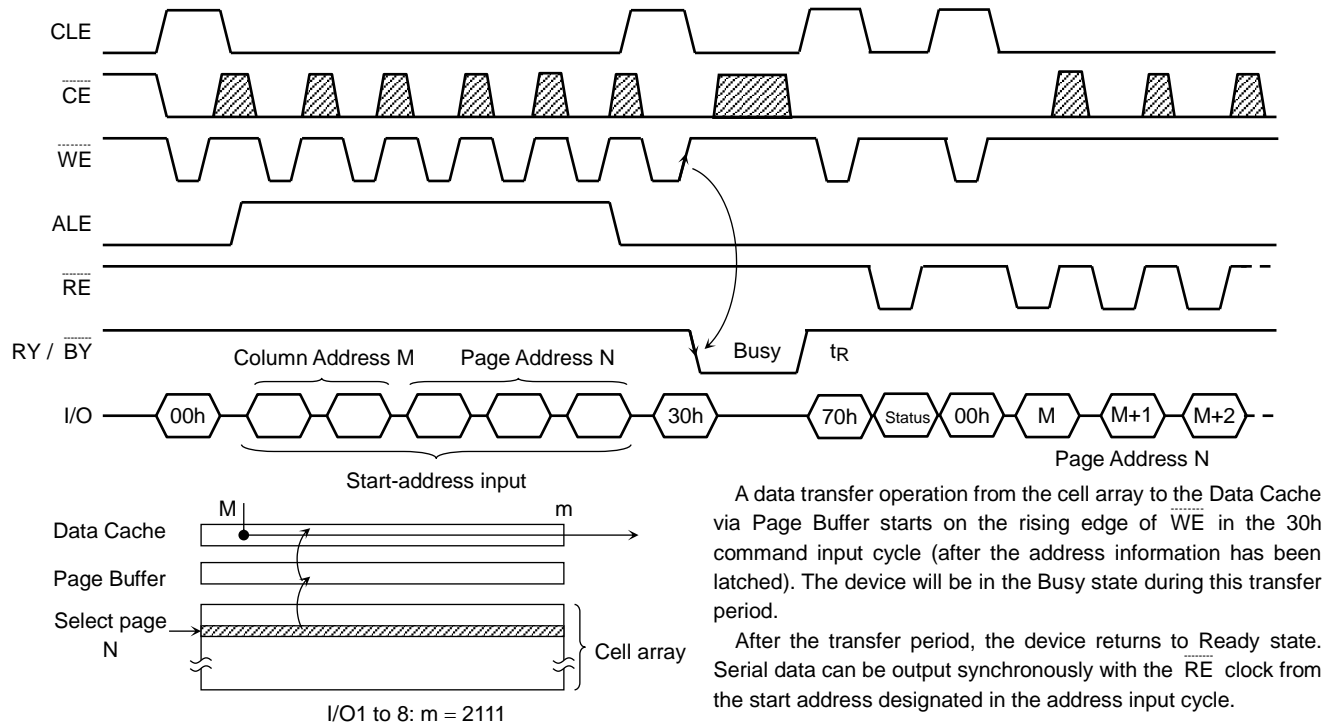 CLE
CE
WE
ALE
RE
RY / BY
Busy
tR
Column Address M
Page Address N
I/O
00h
30h
70h
Status
00h
M
M+1
M+2
Start-address input
Page Address N
M
m
Data Cache
Page Buffer
Select page
N
Cell array
I/O1 to 8: m = 2111
A data transfer operation from the cell array to the Data Cache
via Page Buffer starts on the rising edge of WE in the 30h
command input cycle (after the address information has been
latched). The device will be in the Busy state during this transfer
period.
After the transfer period, the device returns to Ready state.
Serial data can be output synchronously with the RE clock from
the start address designated in the address input cycle.